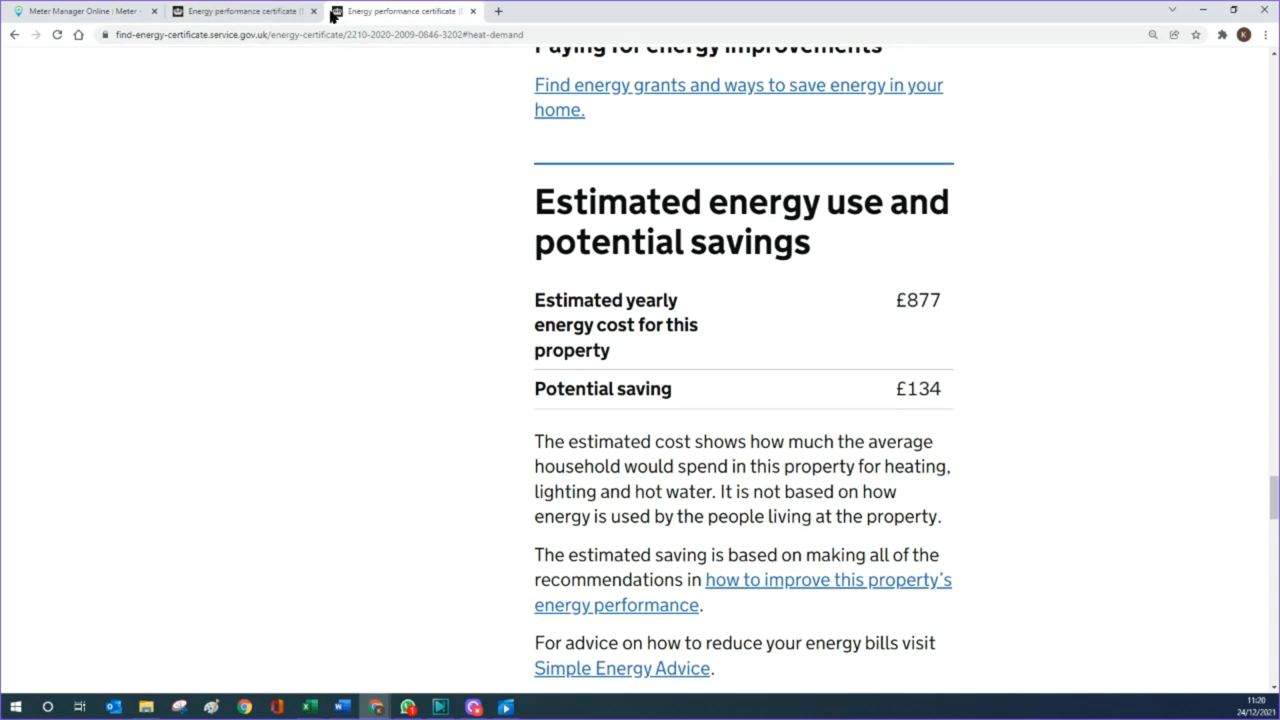 Meter Manager Online : Meter -
Energy performance certificate (
Energy performance certificate (
find-energy-certificate.service.gov.uk/energy-certificate/2210-2020-2009-0846-3202#heat-demand
K
Paying for energy improvements
Find energy grants and ways to save energy in your
home.
Estimated energy use and
potential savings
Estimated yearly £877
energy cost for this
property
Potential saving £134
The estimated cost shows how much the average
household would spend in this property for heating,
lighting and hot water. It is not based on how
energy is used by the people living at the property.
The estimated saving is based on making all of the
recommendations in how to improve this property's
energy performance.
For advice on how to reduce your energy bills visit
Simple Energy Advice.
11:20
24/12/2021